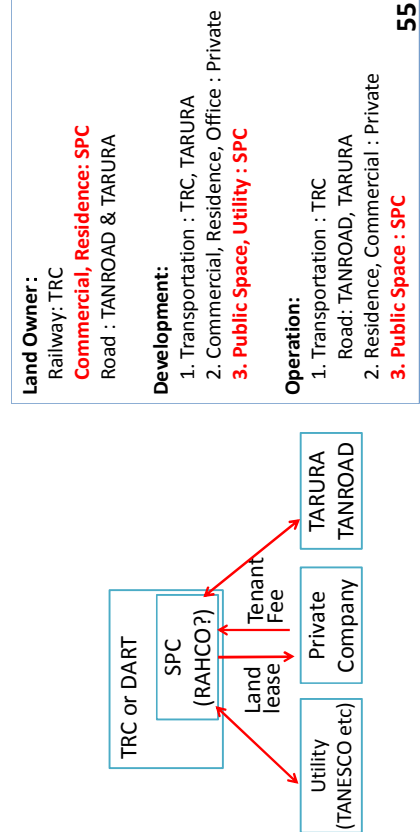 TRC or DART
SPC
(RAHCO?)
Land
lease
Tenant
Fee
Utility
(TANESCO etc)
Private
Company
TARURA
TANROAD
Land Owner :
Railway: TRC
Commercial, Residence: SPC
Road : TANROAD & TARURA
Development:
1. Transportation : TRC, TARURA
2. Commercial, Residence, Office : Private
3. Public Space, Utility : SPC
Operation:
1. Transportation : TRC
Road: TANROAD, TARURA
2. Residence, Commercial : Private
3. Public Space : SPC
55